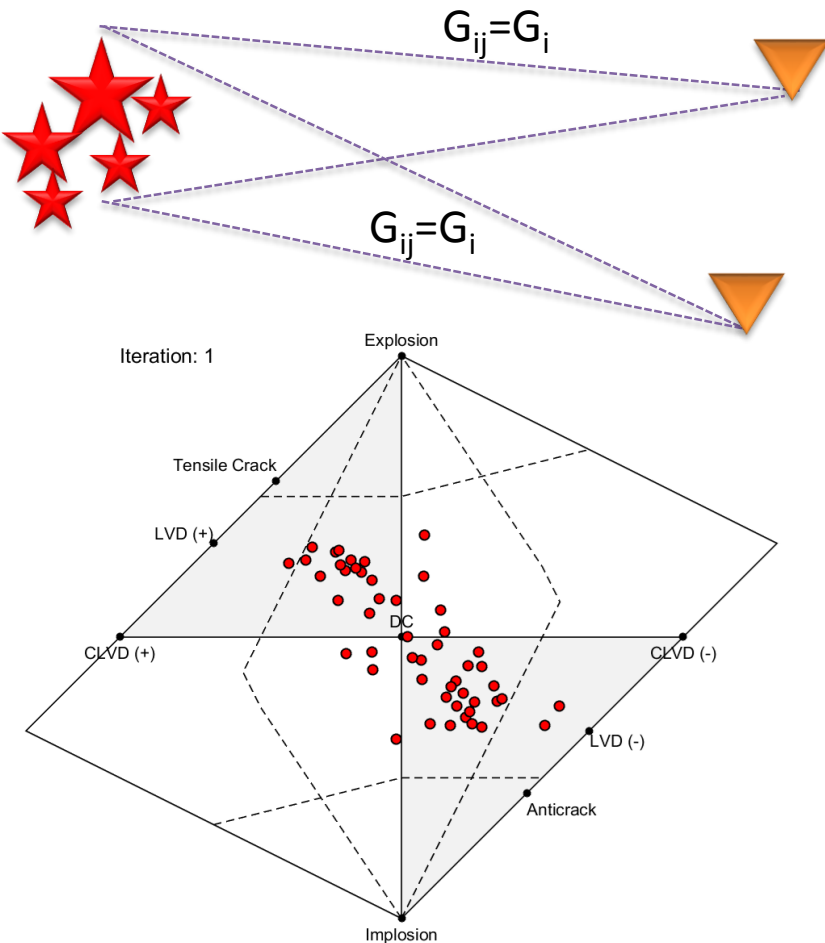 Gij=Gi
Gij=Gi
Iteration: 1
Explosion
Tensile Crack
LVD (+)
DC
CLVD (+)
CLVD (-)
LVD (-)
Anticrack
Implosion